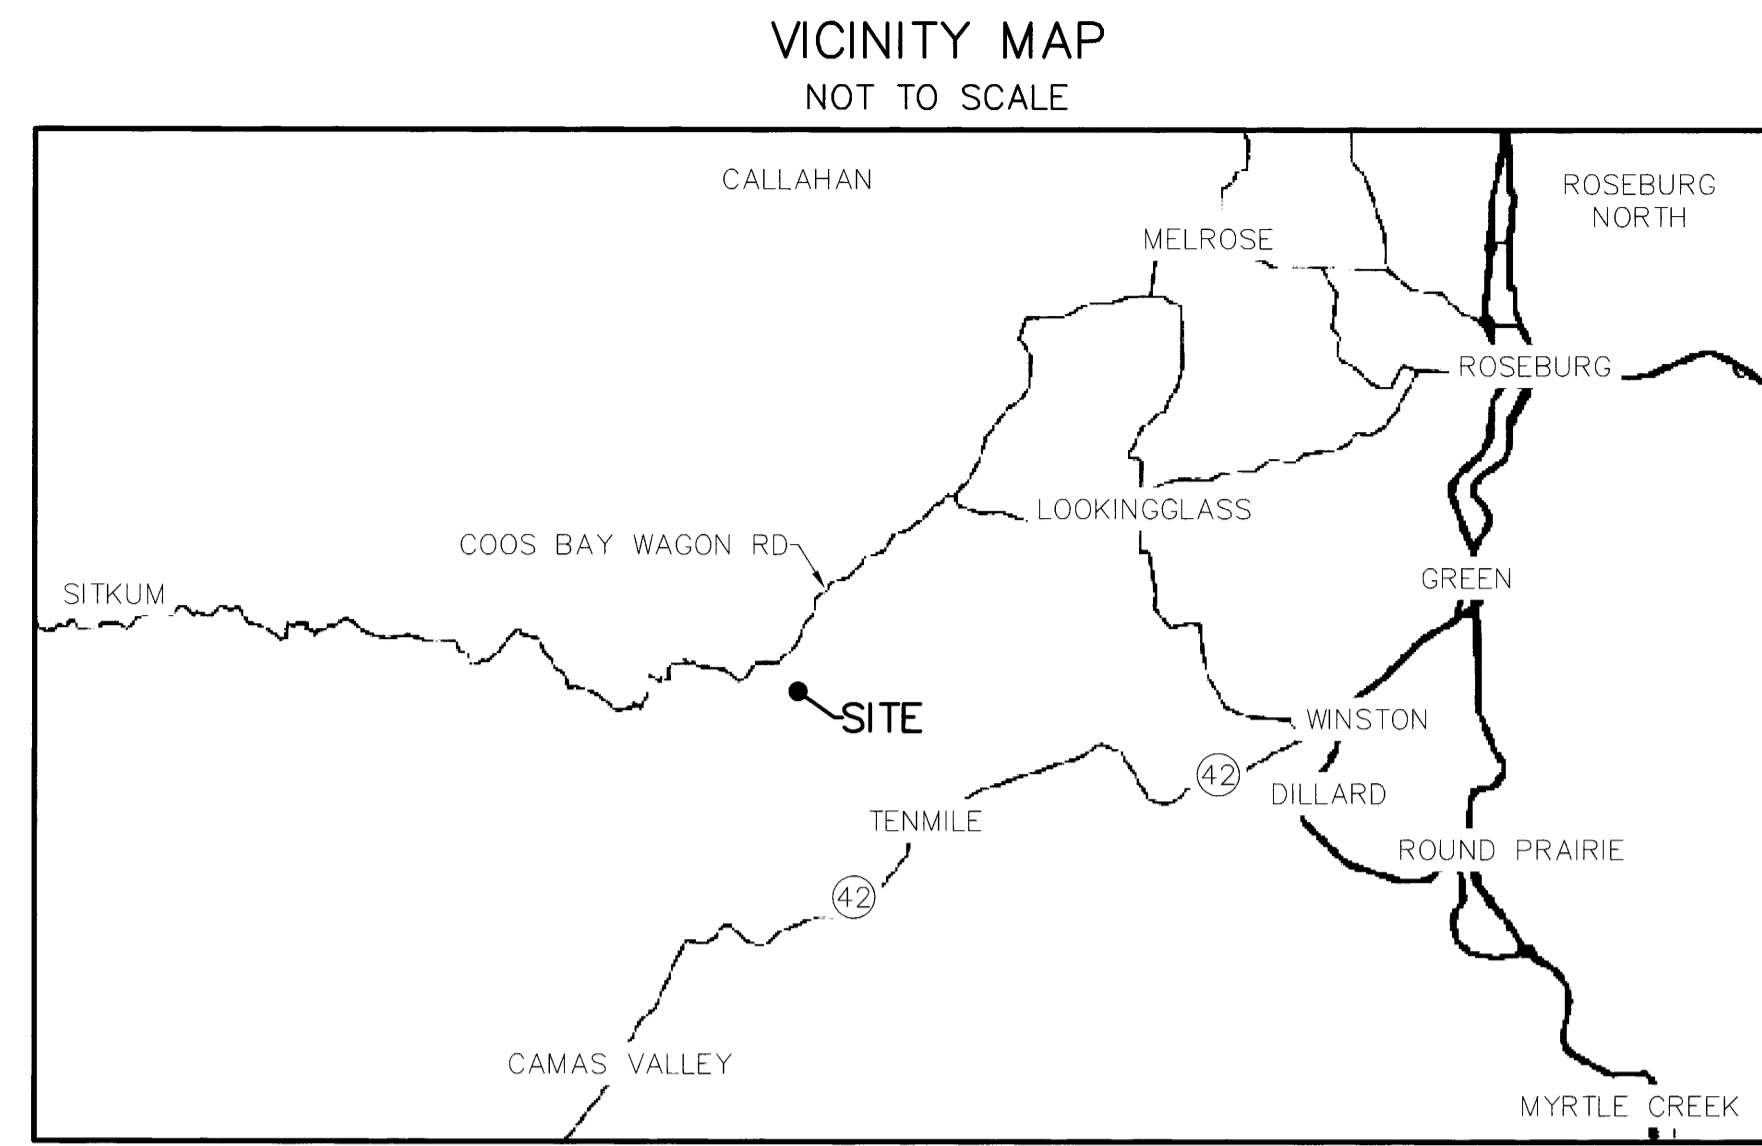 VICINITY MAP
NOT TO SCALE
CALLAHAN
ROSEBURG
NORTH
MELROSE
ROSEBURG
LOOKINGGLASS
COOS BAY WAGON RD
GREEN
SITKUM
SITE
WINSTON
42
DILLARD
TENMILE
ROUND PRAIRIE
42
CAMAS VALLEY
MYRTLE CREEK